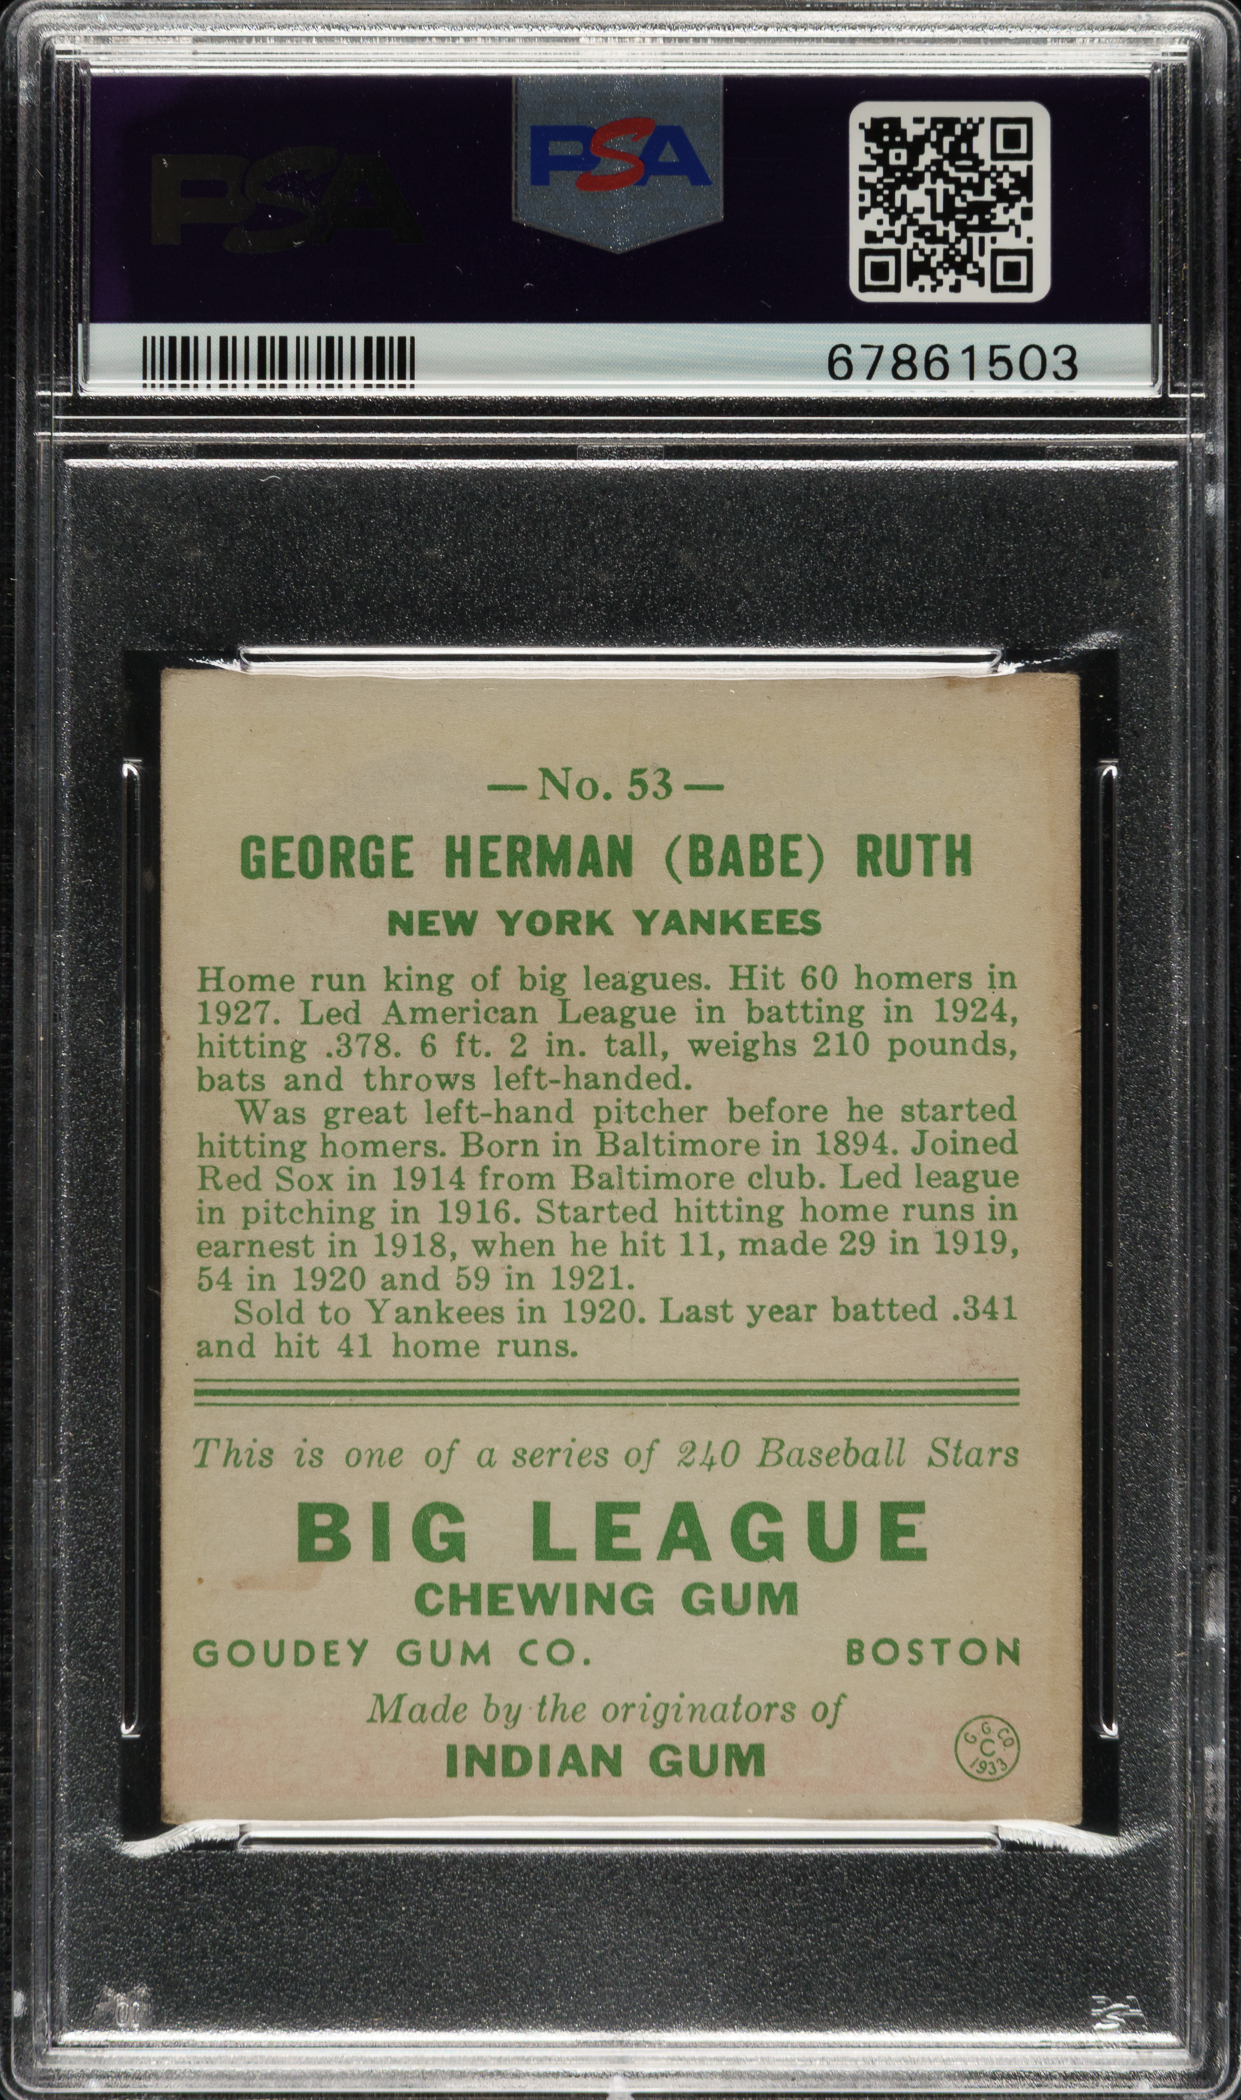 PSA
PSA
67861503
— No. 53 —
GEORGE HERMAN (BABE) RUTH
NEW YORK YANKEES
Home run king of big leagues. Hit 60 homers in
1927. Led American League in batting in 1924,
hitting .378. 6 ft. 2 in. tall, weighs 210 pounds,
bats and throws left-handed.
Was great left-hand pitcher before he started
hitting homers. Born in Baltimore in 1894. Joined
Red Sox in 1914 from Baltimore club. Led league
in pitching in 1916. Started hitting home runs in
earnest in 1918, when he hit 11, made 29 in 1919,
54 in 1920 and 59 in 1921.
Sold to Yankees in 1920. Last year batted .341
and hit 41 home runs.
This is one of a series of 240 Baseball Stars
BIG LEAGUE
CHEWING GUM
GOUDEY GUM CO. BOSTON
Made by the originators of
INDIAN GUM
G. G. CO.
C
1933
PSA